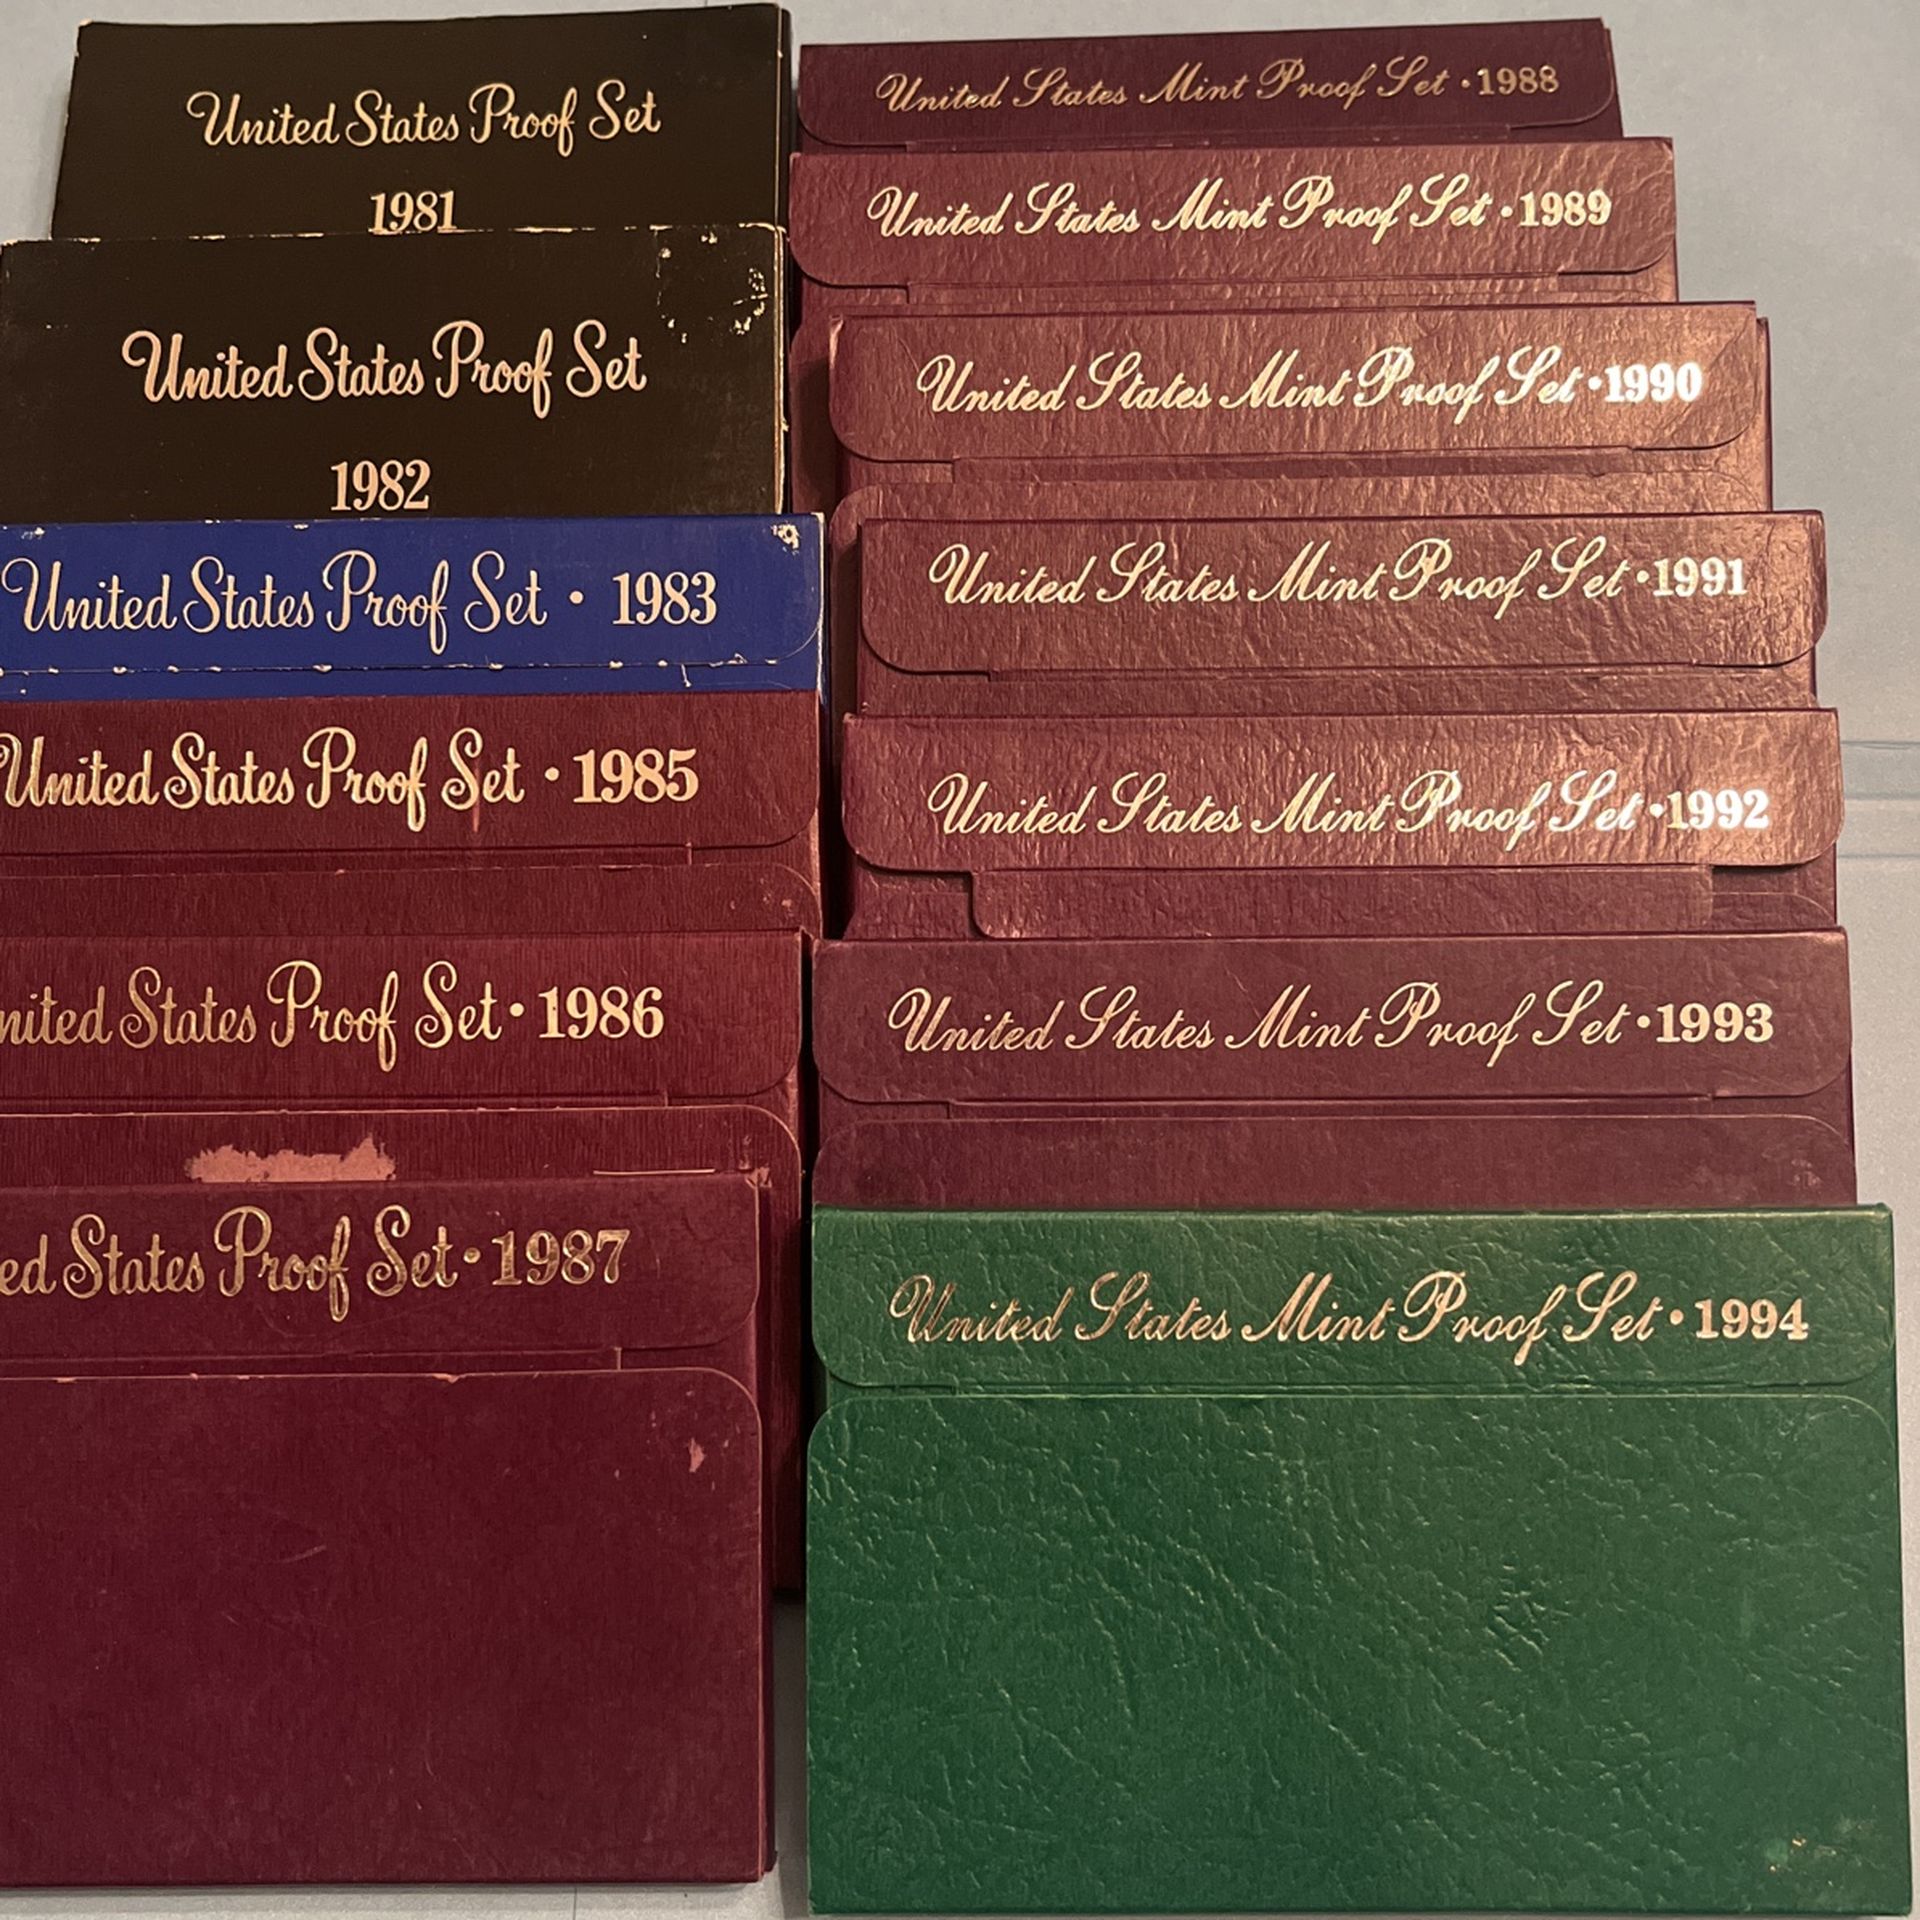 United States Proof Set
1981
United States Proof Set
1982
United States Proof Set • 1983
United States Proof Set • 1985
nited States Proof Set • 1986
ed States Proof Set • 1987
United States Mint Proof Set • 1988
United States Mint Proof Set • 1989
United States Mint Proof Set • 1990
United States Mint Proof Set • 1991
United States Mint Proof Set • 1992
United States Mint Proof Set • 1993
United States Mint Proof Set • 1994